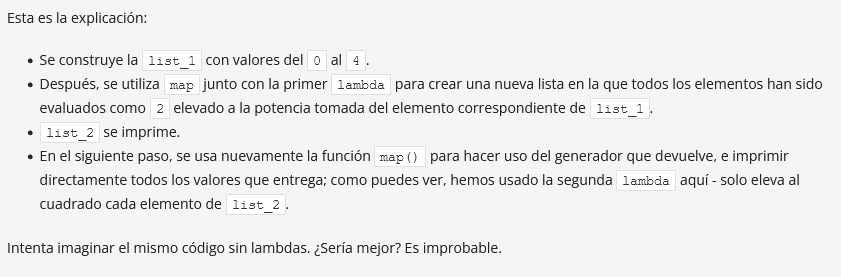 Esta es la explicación:
• Se construye la list_1 con valores del 0 al 4.
• Después, se utiliza map junto con la primer lambda para crear una nueva lista en la que todos los elementos han sido
evaluados como 2 elevado a la potencia tomada del elemento correspondiente de list_1.
• list_2 se imprime.
• En el siguiente paso, se usa nuevamente la función map() para hacer uso del generador que devuelve, e imprimir
directamente todos los valores que entrega; como puedes ver, hemos usado la segunda lambda aquí - solo eleva al
cuadrado cada elemento de list_2.
Intenta imaginar el mismo código sin lambdas. ¿Sería mejor? Es improbable.